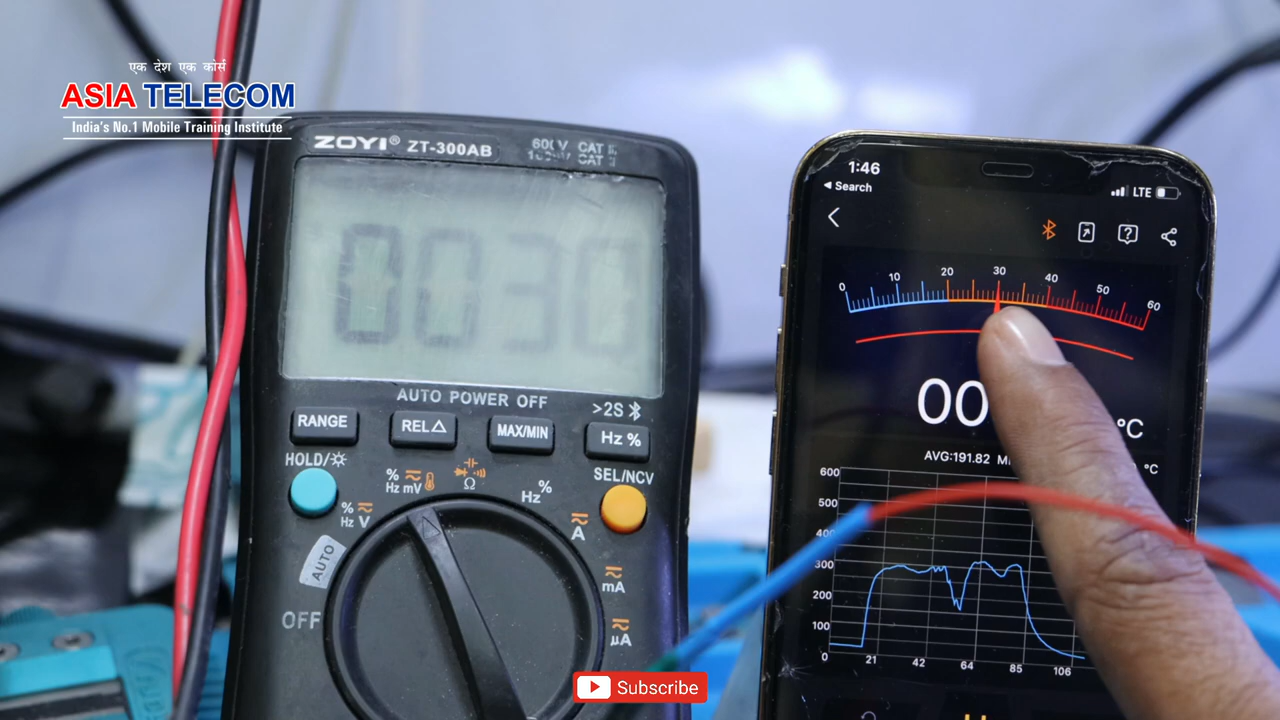 एक देश एक कोर्स
ASIA TELECOM
India's No.1 Mobile Training Institute
ZOYI® ZT-300AB
600V CAT
CAT II
0030
AUTO POWER OFF
RANGE
REL△
MAX/MIN
>2S
Hz %
HOLD/
SEL/NCV
%
Hz mV
Ω
Hz%
%
Hz V
A
AUTO
mA
OFF
µA
1:46
◀ Search
LTE
0 10 20 30 40 50 60
00
°C
AVG:191.82
°C
600
500
300
200
100
0
21 42 64 85 106
Subscribe